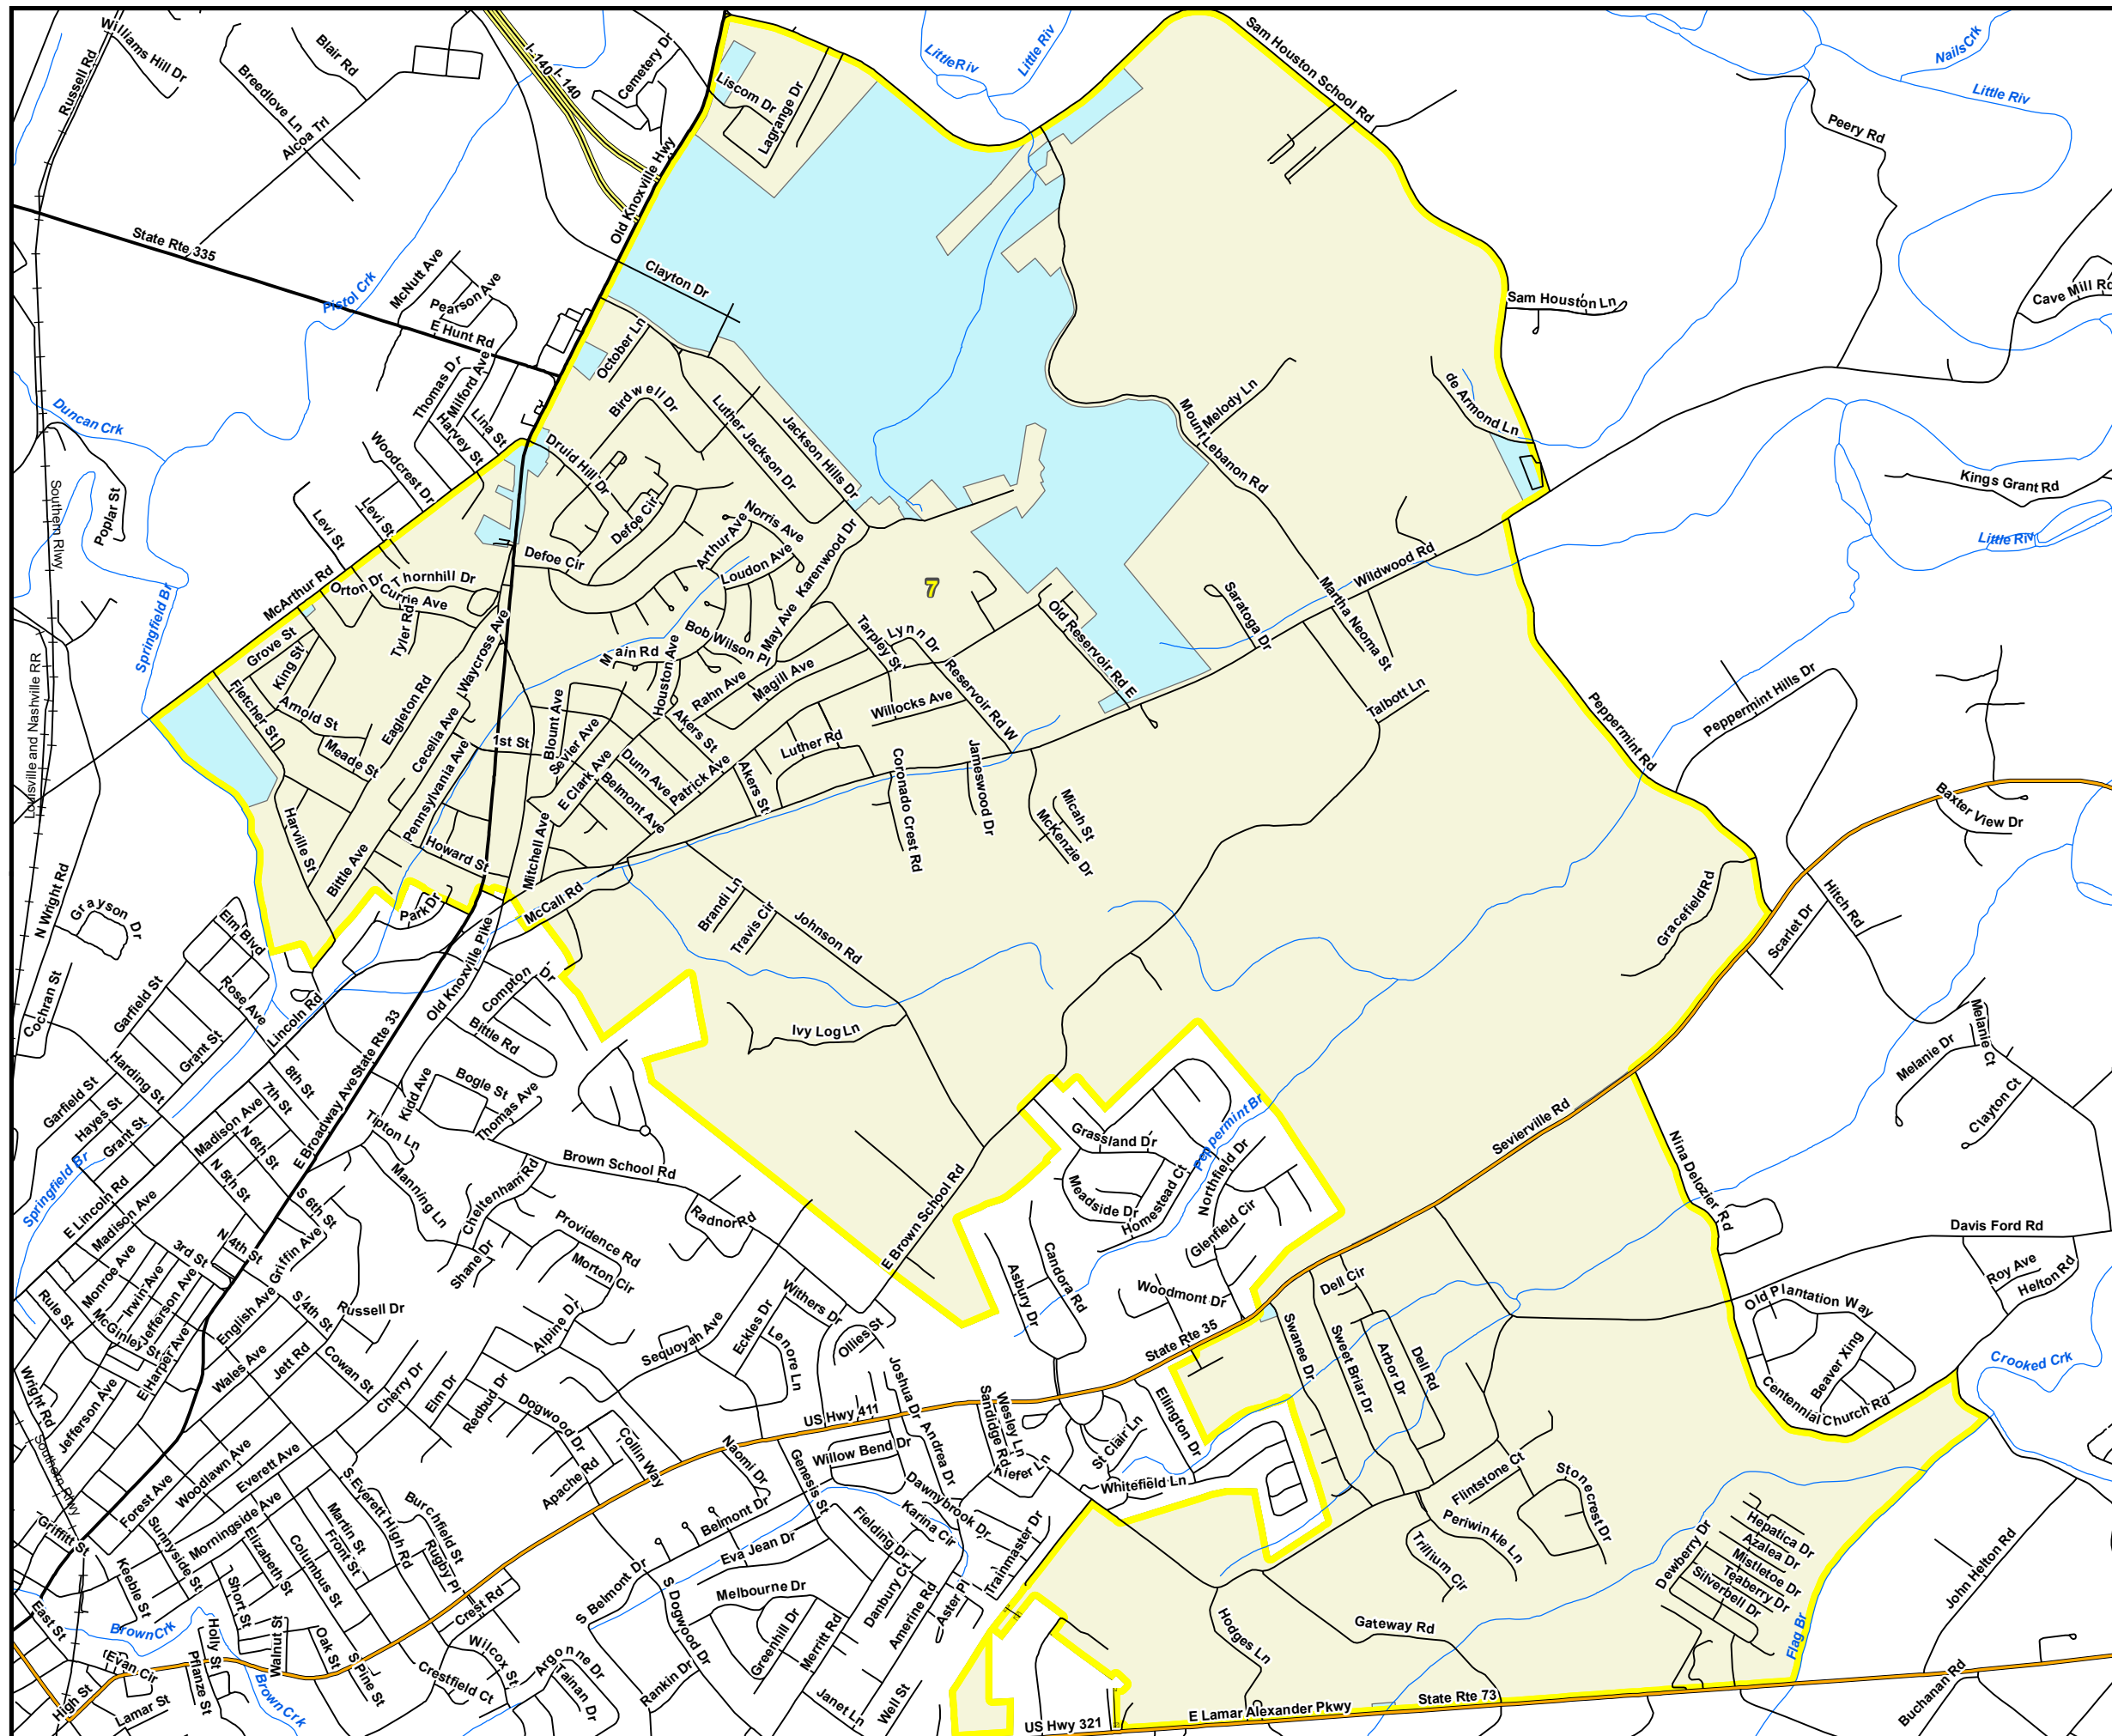 Williams Hill Dr
Russell Rd
Blair Rd
Breedlove Ln
Alcoa Trl
I-140
I-140
Cemetery Dr
Liscom Dr
Lagrange Dr
Little Riv
Little Riv
Sam Houston School Rd
Nails Crk
Little Riv
Peery Rd
Old Knoxville Hwy
State Rte 335
Pistol Crk
McNutt Ave
Pearson Ave
E Hunt Rd
Clayton Dr
Sam Houston Ln
Cave Mill Rd
October Ln
Thomas Dr
Milford Ave
Harvey St
Lina St
Birdwell Dr
Luther Jackson Dr
Jackson Hills Dr
Melody Ln
Mount Lebanon Rd
de Armond Ln
Duncan Crk
Woodcrest Dr
Druid Hill Dr
Kings Grant Rd
Southern Rlwy
Poplar St
Levi St
Levi St
Defoe Cir
Defoe Cir
Arthur Ave
Norris Ave
Loudon Ave
Karenwood Dr
Little Riv
7
Wildwood Rd
McArthur Rd
Orton Dr
Thornhill Dr
Currie Ave
Tyler Rd
Springfield Br
Grove St
King St
Fletcher St
Arnold St
Meade St
Eagleton Rd
Waycross Ave
Cecelia Ave
Pennsylvania Ave
Main Rd
Bob Wilson Pl
May Ave
Houston Ave
Rahn Ave
Magill Ave
Tarpley St
Lynn Dr
Reservoir Rd W
Old Reservoir Rd E
Saratoga Dr
Martha Neoma St
Talbott Ln
Willocks Ave
Peppermint Rd
Peppermint Hills Dr
Louisville and Nashville RR
1st St
Blount Ave
Sevier Ave
E Clark Ave
Akers St
Dunn Ave
Belmont Ave
Patrick Ave
Akers St
Luther Rd
Coronado Crest Rd
Jameswood Dr
Micah St
McKenzie Dr
Baxter View Dr
Harville St
Bittle Ave
Howard St
Mitchell Ave
McCall Rd
Park Dr
N Wright Rd
Grayson Dr
Elm Blvd
Brandi Ln
Travis Cir
Johnson Rd
Gracefield Rd
Scarlet Dr
Hitch Rd
Cochran St
Garfield St
Rose Ave
Grant St
Lincoln Rd
Old Knoxville Pike
Compton Dr
Bittle Rd
Ivy Log Ln
Melanie Dr
Melanie Ct
Clayton Ct
Garfield St
Harding St
Hayes St
Grant St
8th St
7th St
Madison Ave
N 6th St
N 5th St
E Broadway Ave
State Rte 33
Kidd Ave
Bogle St
Thomas Ave
Tipton Ln
Manning Ln
Brown School Rd
Cheltenham Rd
Radnor Rd
Grassland Dr
Peppermint Br
Meadside Dr
Homestead Ct
Northfield Dr
Glenfield Cir
Sevierville Rd
Nina Delozier Rd
Davis Ford Rd
Springfield Br
E Lincoln Rd
Madison Ave
S 6th St
N 4th St
3rd St
Griffin Ave
Monroe Ave
Irwin Ave
Jefferson Ave
McGinley St
Rule St
E Harper Ave
English Ave
S 4th St
Russell Dr
Shane Dr
Providence Rd
Morton Cir
Alpine Dr
E Brown School Rd
Asbury Dr
Candora Rd
Woodmont Dr
Dell Cir
Roy Ave
Helton Rd
Old Plantation Way
Beaver Xing
Centennial Church Rd
Crooked Crk
Withers Dr
Eckles Dr
Lenore Ln
Ollies St
Sequoyah Ave
State Rte 35
Swanee Dr
Sweet Briar Dr
Arbor Dr
Dell Rd
Wright Rd
Jefferson Ave
Wales Ave
Jett Rd
Cowan St
Cherry Dr
Elm Dr
Redbud Dr
Dogwood Dr
Collin Way
Apache Rd
Naomi Dr
US Hwy 411
Joshua Dr
Andrea Dr
Willow Bend Dr
Genesis St
Wesley Ln
Sandidge Rd
Kiefer Ln
St Clair Ln
Ellington Dr
Whitefield Ln
Flintstone Ct
Stonecrest Dr
Periwinkle Ln
Trillium Cir
Southern Rlwy
Forest Ave
Woodlawn Ave
Everett Ave
Morningside Ave
S Everett High Rd
Burchfield St
Rugby Pl
Martin St
Front St
Columbus St
Elizabeth St
Sunnyside St
Keeble St
Short St
Griffitt St
Belmont Dr
Eva Jean Dr
S Belmont Dr
Fielding Dr
Karina Cir
Dawnybrook Dr
Trainmaster Dr
Danbury Ct
Amerine Rd
Aster Pl
Melbourne Dr
Greenhill Dr
Merritt Rd
Hepatica Dr
Azalea Dr
Mistletoe Dr
Teaberry Dr
Silverbell Dr
Dewberry Dr
John Helton Rd
Flag Br
East St
Brown Crk
Holly St
Pflanze St
Walnut St
Oak St
S Pine St
Crest Rd
Wilcox St
Crestfield Ct
Argonne Dr
Tainan Dr
S Dogwood Dr
Rankin Dr
Janet Ln
Well St
Hodges Ln
Gateway Rd
Evan Cir
High St
Lamar St
Brown Crk
US Hwy 321
E Lamar Alexander Pkwy
State Rte 73
Buchanan Rd